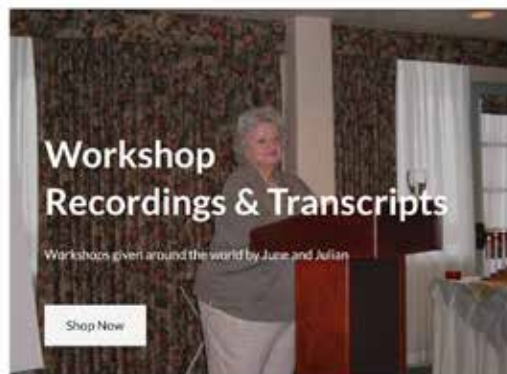 Workshop
Recordings & Transcripts
Workshops given around the world by June and Julian
Shop Now